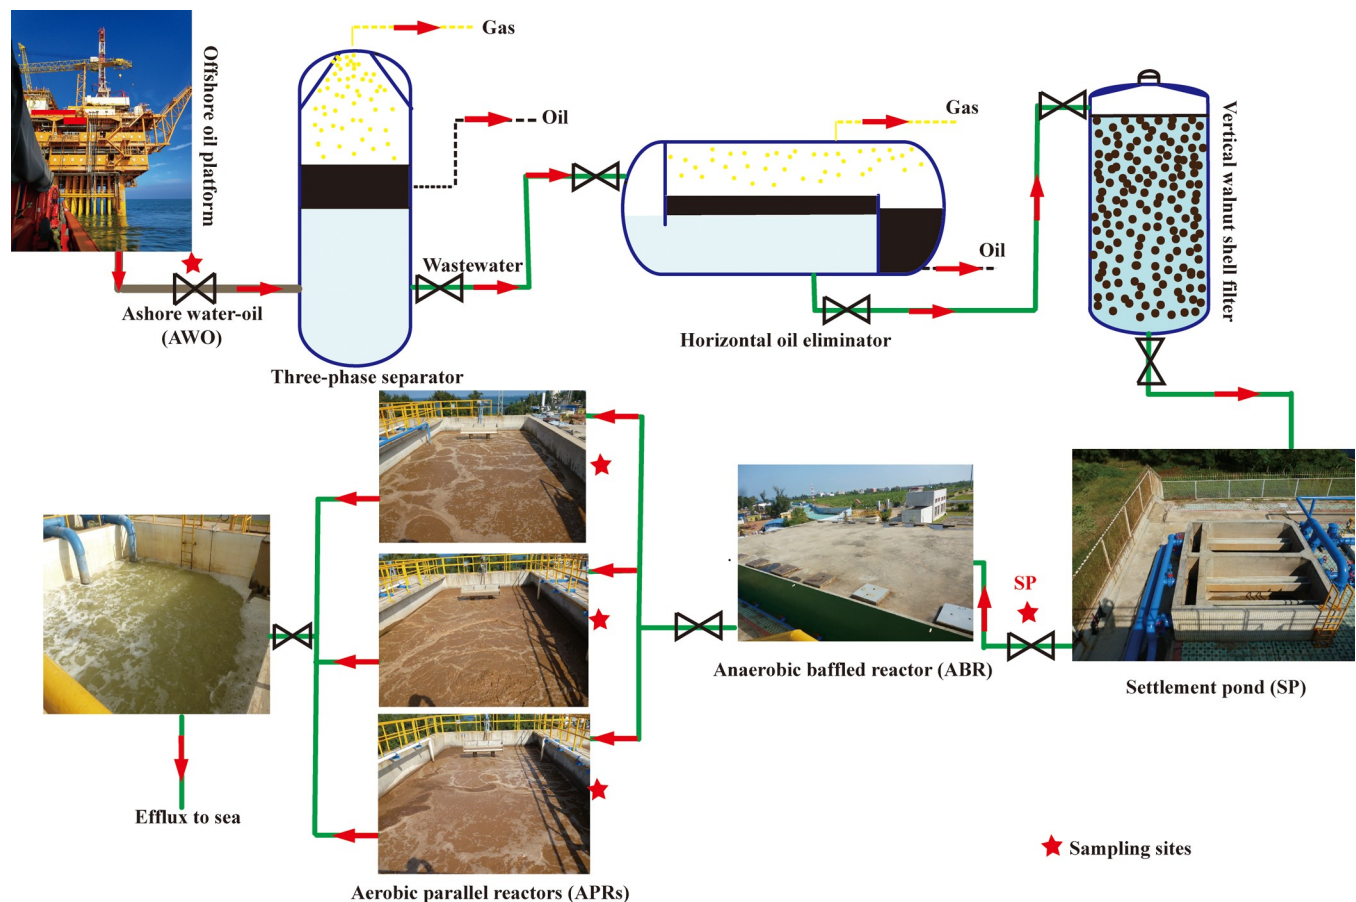 Offshore oil platform
Gas
Oil
Gas
Vertical walnut shell filter
Wastewater
Oil
Ashore water-oil
(AWO)
Three-phase separator
Horizontal oil eliminator
SP
Anaerobic baffled reactor (ABR)
Settlement pond (SP)
Efflux to sea
Sampling sites
Aerobic parallel reactors (APRs)